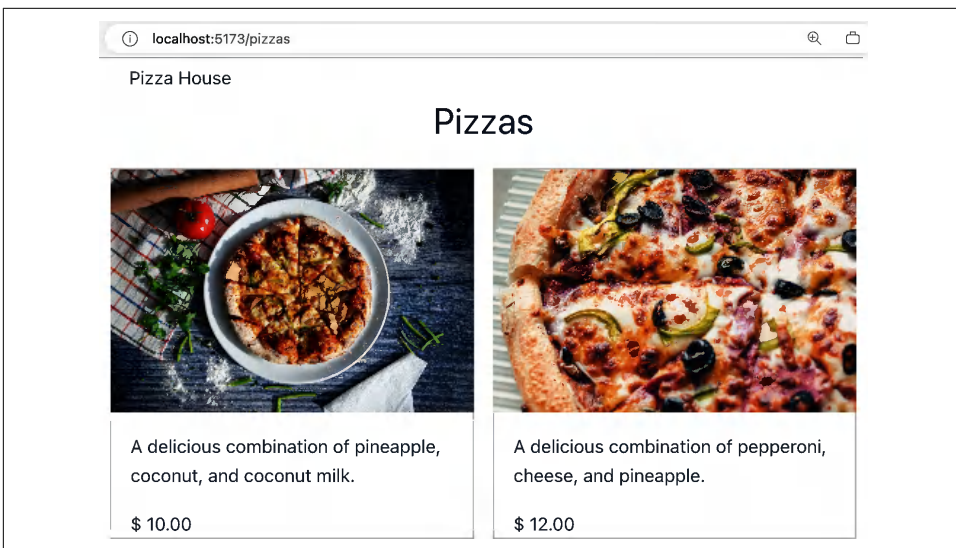 localhost:5173/pizzas
Pizza House
Pizzas
A delicious combination of pineapple,
coconut, and coconut milk.
$ 10.00
A delicious combination of pepperoni,
cheese, and pineapple.
$ 12.00